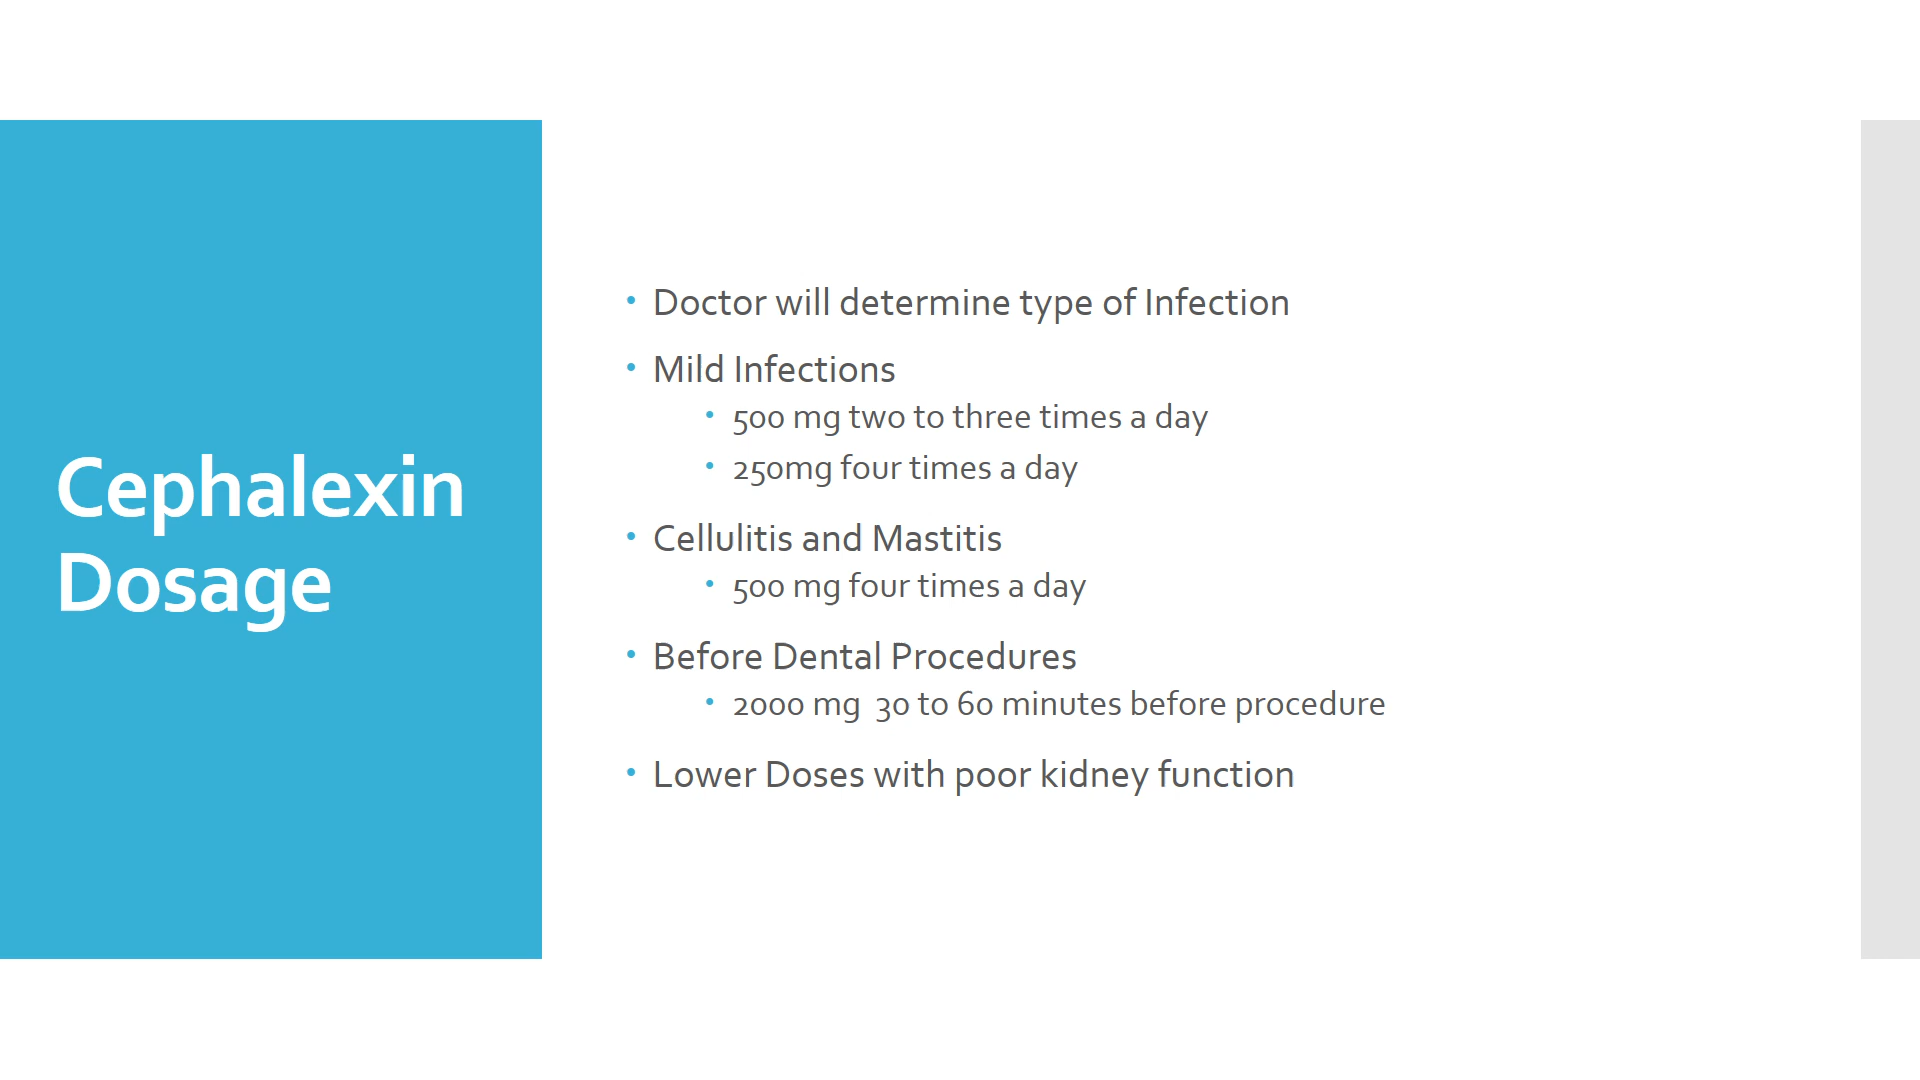 Cephalexin
Dosage
• Doctor will determine type of Infection
• Mild Infections
• 500 mg two to three times a day
• 250mg four times a day
• Cellulitis and Mastitis
• 500 mg four times a day
• Before Dental Procedures
• 2000 mg  30 to 60 minutes before procedure
• Lower Doses with poor kidney function